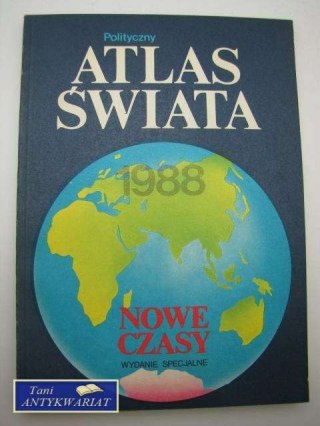 Polityczny
ATLAS
ŚWIATA
1988
NOWE
CZASY
WYDANIE SPECJALNE
Tani
ANTYKWARIAT